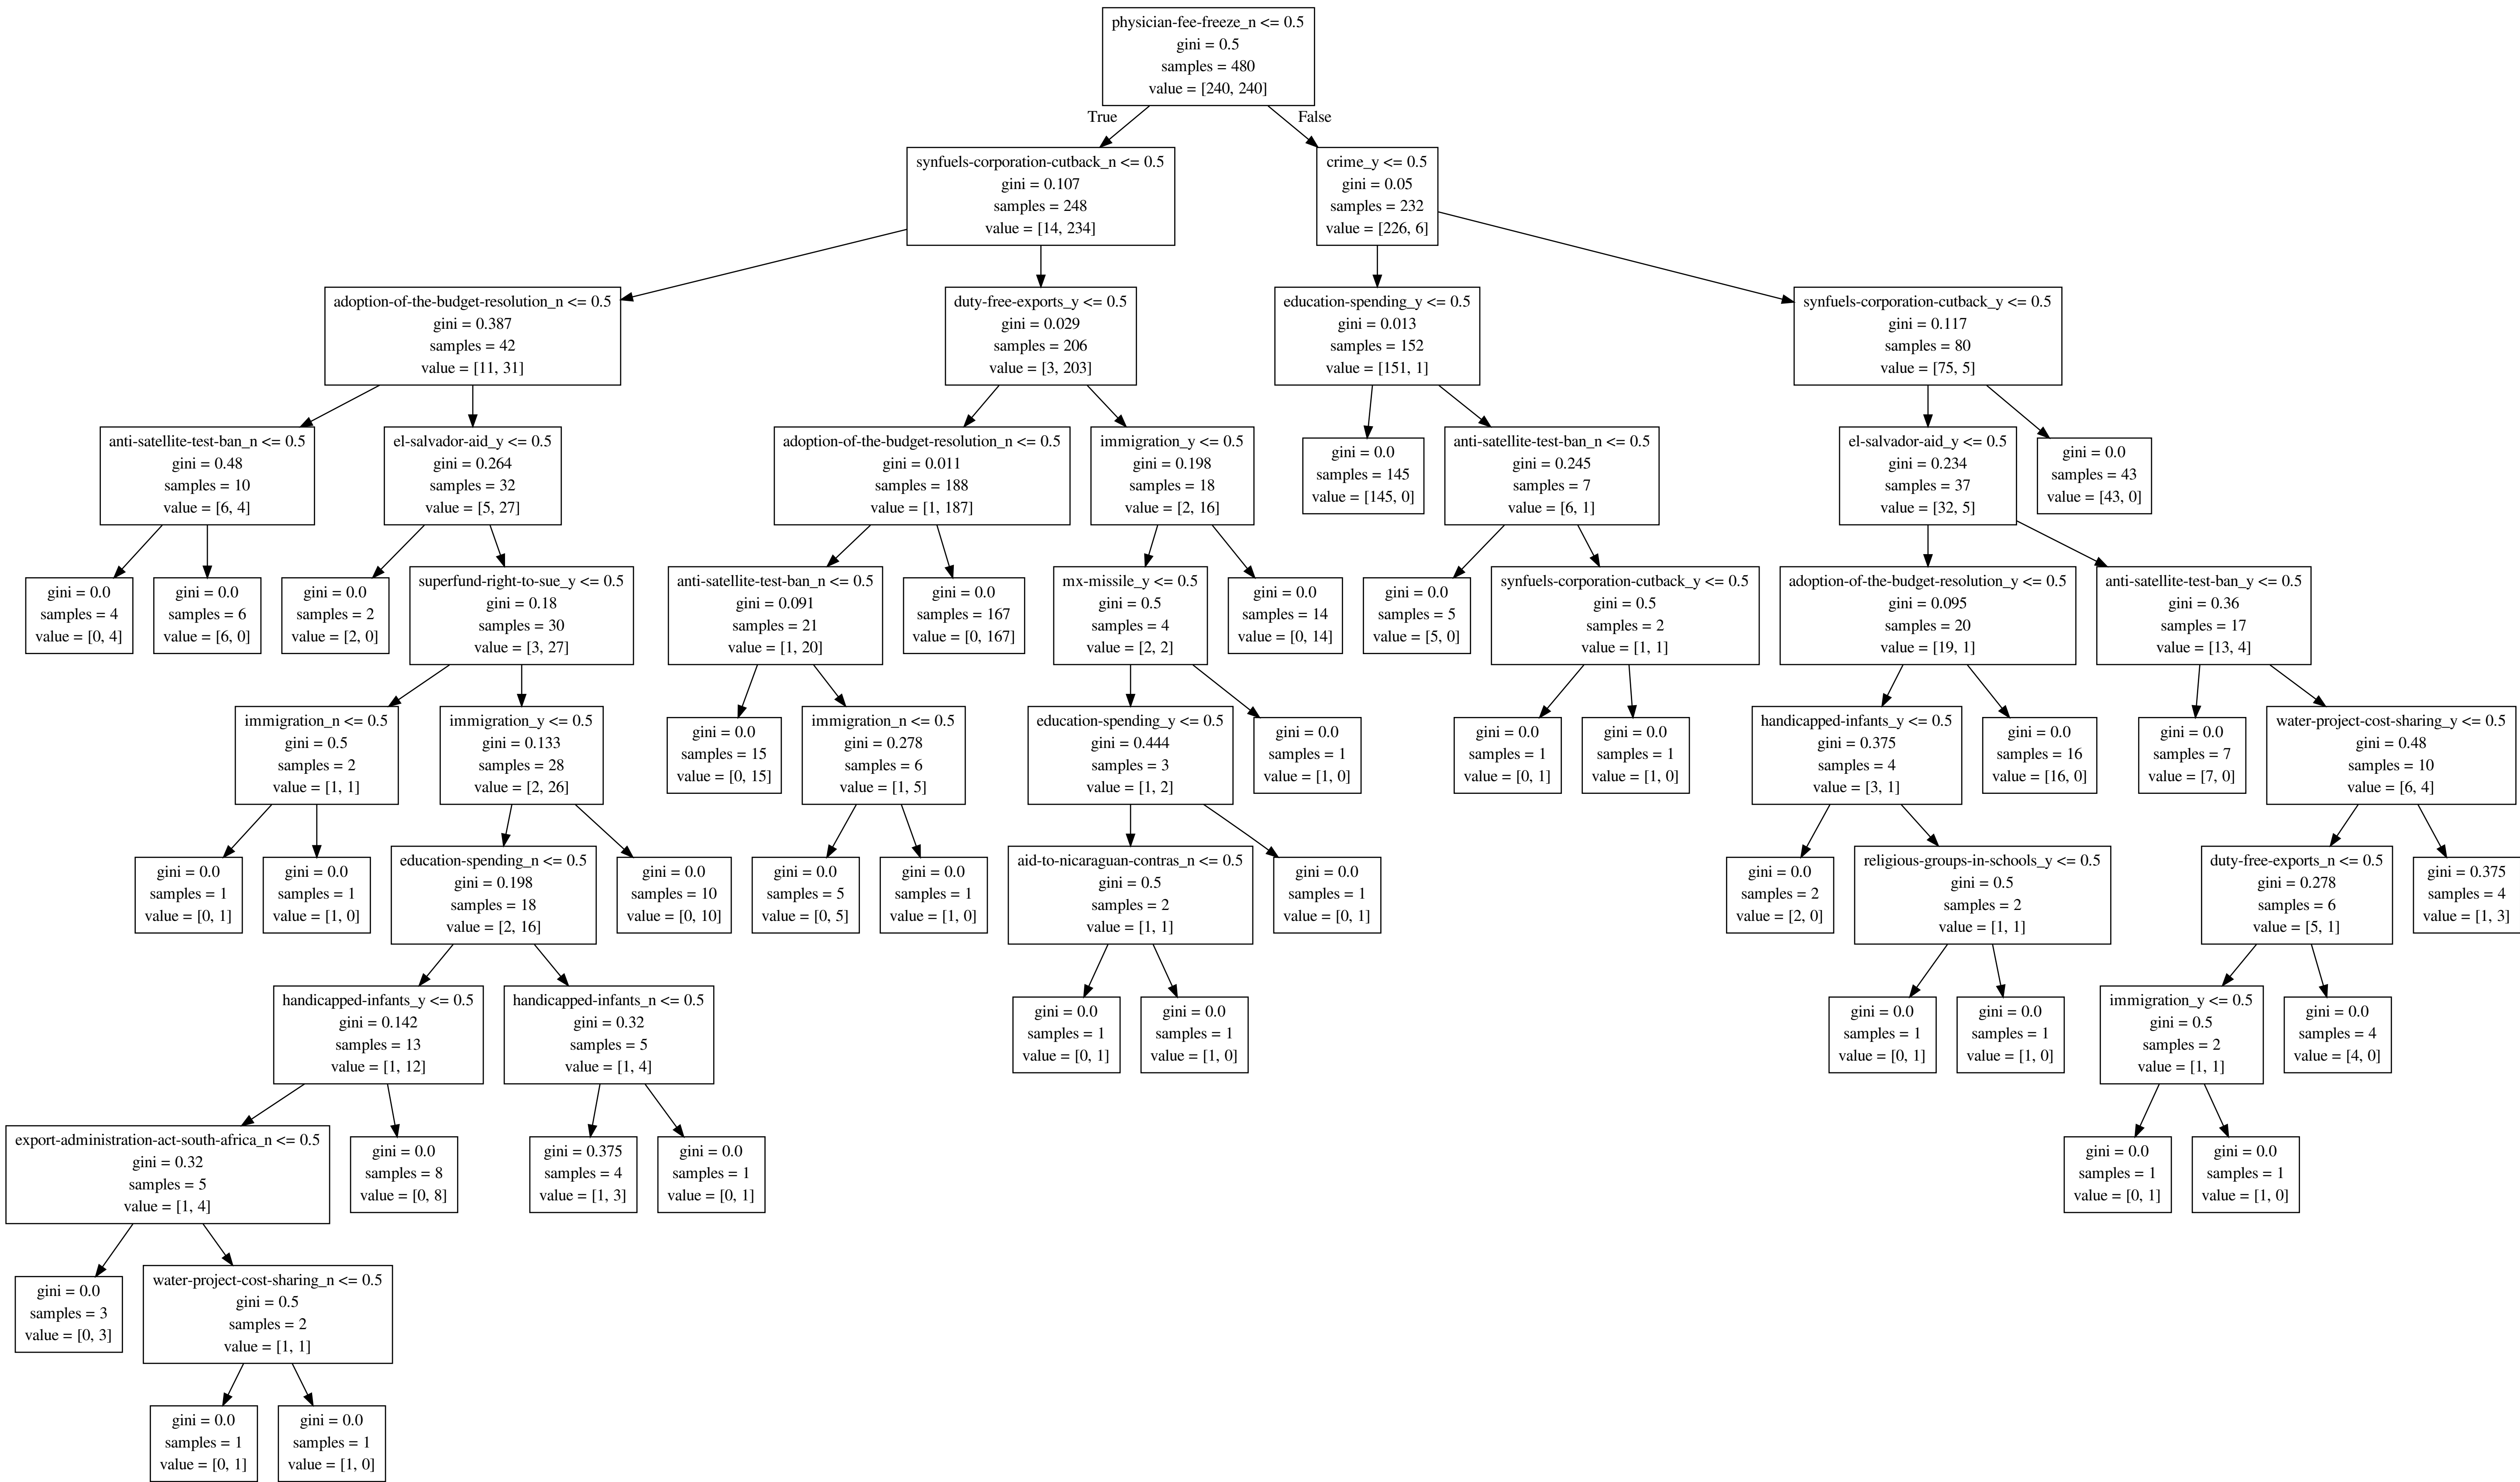 physician-fee-freeze_n <= 0.5
gini = 0.5
samples = 480
value = [240, 240]
True
False
synfuels-corporation-cutback_n <= 0.5
gini = 0.107
samples = 248
value = [14, 234]
crime_y <= 0.5
gini = 0.05
samples = 232
value = [226, 6]
adoption-of-the-budget-resolution_n <= 0.5
gini = 0.387
samples = 42
value = [11, 31]
duty-free-exports_y <= 0.5
gini = 0.029
samples = 206
value = [3, 203]
education-spending_y <= 0.5
gini = 0.013
samples = 152
value = [151, 1]
synfuels-corporation-cutback_y <= 0.5
gini = 0.117
samples = 80
value = [75, 5]
anti-satellite-test-ban_n <= 0.5
gini = 0.48
samples = 10
value = [6, 4]
el-salvador-aid_y <= 0.5
gini = 0.264
samples = 32
value = [5, 27]
adoption-of-the-budget-resolution_n <= 0.5
gini = 0.011
samples = 188
value = [1, 187]
immigration_y <= 0.5
gini = 0.198
samples = 18
value = [2, 16]
gini = 0.0
samples = 145
value = [145, 0]
anti-satellite-test-ban_n <= 0.5
gini = 0.245
samples = 7
value = [6, 1]
el-salvador-aid_y <= 0.5
gini = 0.234
samples = 37
value = [32, 5]
gini = 0.0
samples = 43
value = [43, 0]
gini = 0.0
samples = 4
value = [0, 4]
gini = 0.0
samples = 6
value = [6, 0]
gini = 0.0
samples = 2
value = [2, 0]
superfund-right-to-sue_y <= 0.5
gini = 0.18
samples = 30
value = [3, 27]
anti-satellite-test-ban_n <= 0.5
gini = 0.091
samples = 21
value = [1, 20]
gini = 0.0
samples = 167
value = [0, 167]
mx-missile_y <= 0.5
gini = 0.5
samples = 4
value = [2, 2]
gini = 0.0
samples = 14
value = [0, 14]
gini = 0.0
samples = 5
value = [5, 0]
synfuels-corporation-cutback_y <= 0.5
gini = 0.5
samples = 2
value = [1, 1]
adoption-of-the-budget-resolution_y <= 0.5
gini = 0.095
samples = 20
value = [19, 1]
anti-satellite-test-ban_y <= 0.5
gini = 0.36
samples = 17
value = [13, 4]
immigration_n <= 0.5
gini = 0.5
samples = 2
value = [1, 1]
immigration_y <= 0.5
gini = 0.133
samples = 28
value = [2, 26]
gini = 0.0
samples = 15
value = [0, 15]
immigration_n <= 0.5
gini = 0.278
samples = 6
value = [1, 5]
education-spending_y <= 0.5
gini = 0.444
samples = 3
value = [1, 2]
gini = 0.0
samples = 1
value = [1, 0]
gini = 0.0
samples = 1
value = [0, 1]
gini = 0.0
samples = 1
value = [1, 0]
handicapped-infants_y <= 0.5
gini = 0.375
samples = 4
value = [3, 1]
gini = 0.0
samples = 16
value = [16, 0]
gini = 0.0
samples = 7
value = [7, 0]
water-project-cost-sharing_y <= 0.5
gini = 0.48
samples = 10
value = [6, 4]
gini = 0.0
samples = 1
value = [0, 1]
gini = 0.0
samples = 1
value = [1, 0]
education-spending_n <= 0.5
gini = 0.198
samples = 18
value = [2, 16]
gini = 0.0
samples = 10
value = [0, 10]
gini = 0.0
samples = 5
value = [0, 5]
gini = 0.0
samples = 1
value = [1, 0]
aid-to-nicaraguan-contras_n <= 0.5
gini = 0.5
samples = 2
value = [1, 1]
gini = 0.0
samples = 1
value = [0, 1]
gini = 0.0
samples = 2
value = [2, 0]
religious-groups-in-schools_y <= 0.5
gini = 0.5
samples = 2
value = [1, 1]
duty-free-exports_n <= 0.5
gini = 0.278
samples = 6
value = [5, 1]
gini = 0.375
samples = 4
value = [1, 3]
handicapped-infants_y <= 0.5
gini = 0.142
samples = 13
value = [1, 12]
handicapped-infants_n <= 0.5
gini = 0.32
samples = 5
value = [1, 4]
gini = 0.0
samples = 1
value = [0, 1]
gini = 0.0
samples = 1
value = [1, 0]
gini = 0.0
samples = 1
value = [0, 1]
gini = 0.0
samples = 1
value = [1, 0]
immigration_y <= 0.5
gini = 0.5
samples = 2
value = [1, 1]
gini = 0.0
samples = 4
value = [4, 0]
export-administration-act-south-africa_n <= 0.5
gini = 0.32
samples = 5
value = [1, 4]
gini = 0.0
samples = 8
value = [0, 8]
gini = 0.375
samples = 4
value = [1, 3]
gini = 0.0
samples = 1
value = [0, 1]
gini = 0.0
samples = 1
value = [0, 1]
gini = 0.0
samples = 1
value = [1, 0]
gini = 0.0
samples = 3
value = [0, 3]
water-project-cost-sharing_n <= 0.5
gini = 0.5
samples = 2
value = [1, 1]
gini = 0.0
samples = 1
value = [0, 1]
gini = 0.0
samples = 1
value = [1, 0]